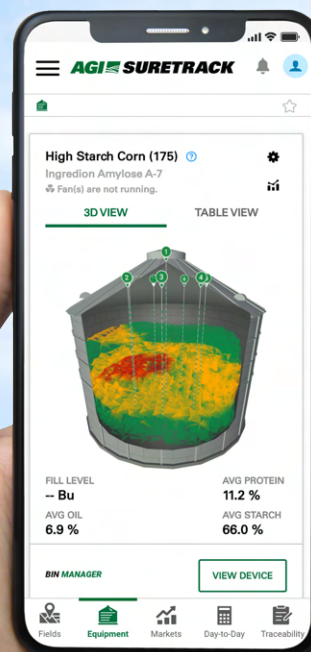 AGI SURETRACK
High Starch Corn (175) ?
Ingredion Amylose A-7
Fan(s) are not running.
3D VIEW TABLE VIEW
1
2 3 4
FILL LEVEL AVG PROTEIN
-- Bu 11.2 %
AVG OIL AVG STARCH
6.9 % 66.0 %
BIN MANAGER VIEW DEVICE
Fields Equipment Markets Day-to-Day Traceability